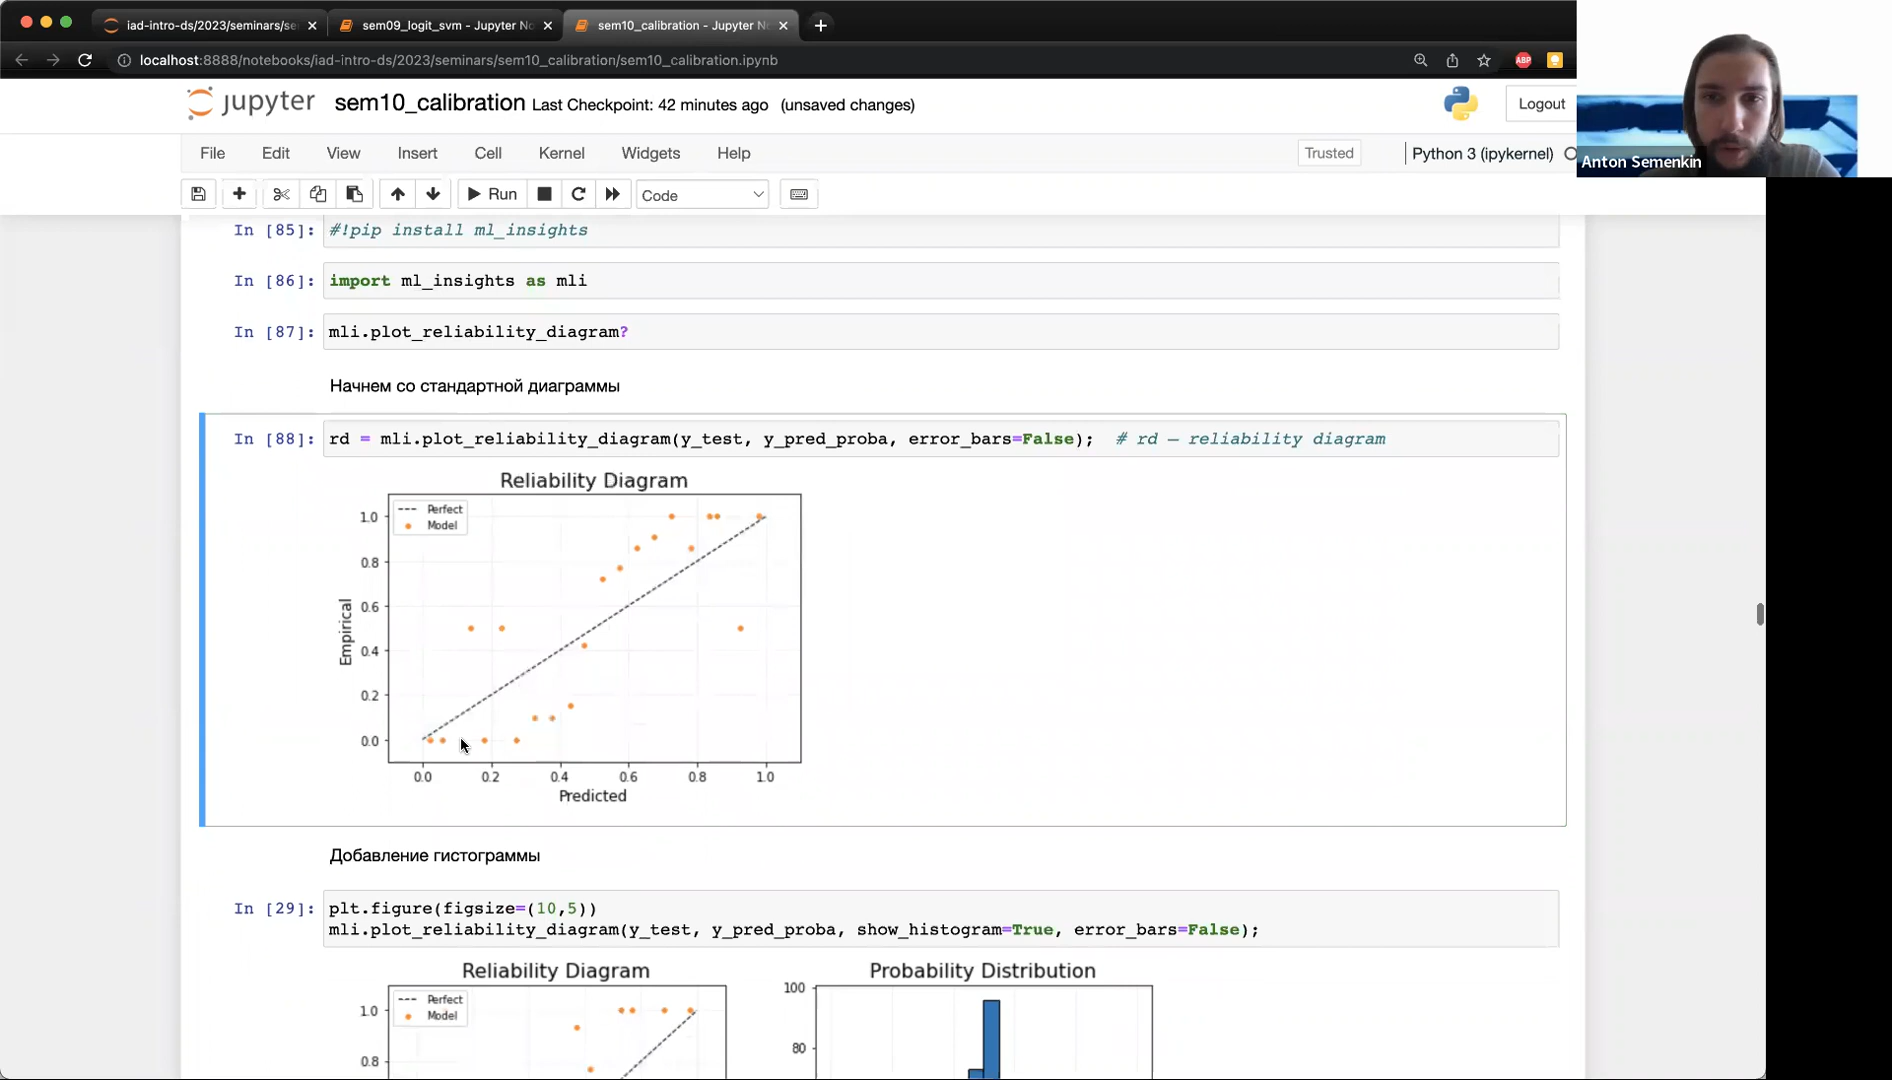 iad-intro-ds/2023/seminars/se
sem09_logit_svm - Jupyter No
sem10_calibration - Jupyter N
localhost:8888/notebooks/iad-intro-ds/2023/seminars/sem10_calibration/sem10_calibration.ipynb
ABP
jupyter sem10_calibration Last Checkpoint: 42 minutes ago (unsaved changes)
Logout
Anton Semenkin
File Edit View Insert Cell Kernel Widgets Help
Trusted
Python 3 (ipykernel)
Run
Code
In [85]: #!pip install ml_insights
In [86]: import ml_insights as mli
In [87]: mli.plot_reliability_diagram?
Начнем со стандартной диаграммы
In [88]: rd = mli.plot_reliability_diagram(y_test, y_pred_proba, error_bars=False); # rd — reliability diagram
Reliability Diagram
Perfect
Model
1.0
0.8
0.6
0.4
0.2
0.0
Empirical
0.0 0.2 0.4 0.6 0.8 1.0
Predicted
Добавление гистограммы
In [29]: plt.figure(figsize=(10,5))
mli.plot_reliability_diagram(y_test, y_pred_proba, show_histogram=True, error_bars=False);
Reliability Diagram
Perfect
Model
1.0
0.8
Probability Distribution
100
80